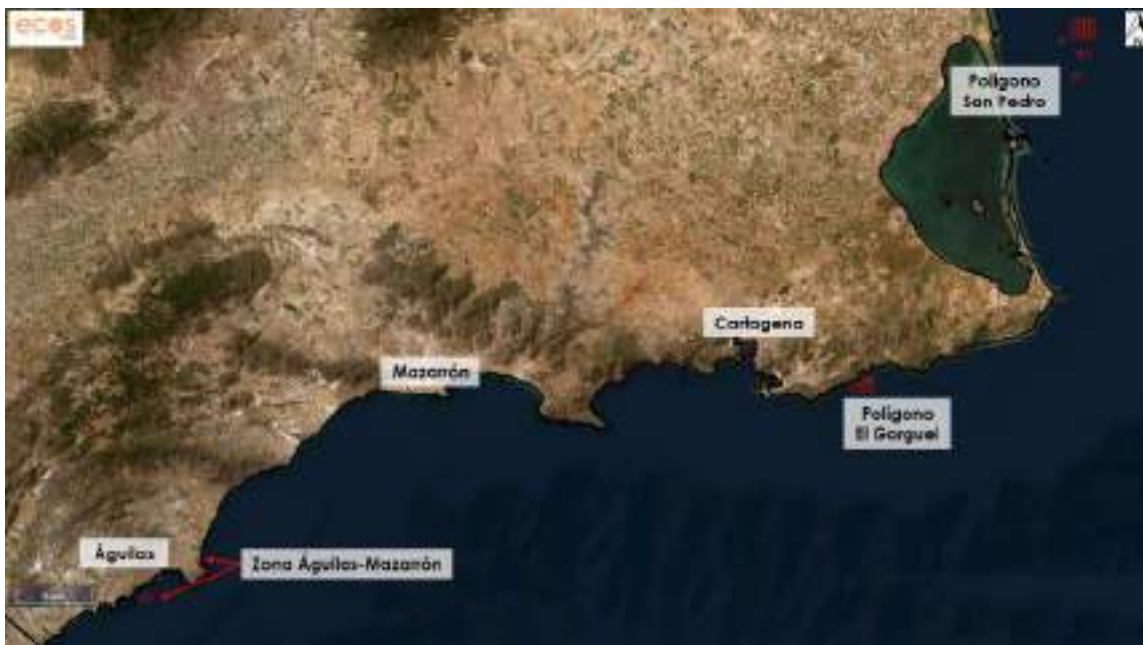 ecos
Polígono
San Pedro
Cartagena
Mazarrón
Polígono
El Gorguel
Águilas
Zona Águilas-Mazarrón